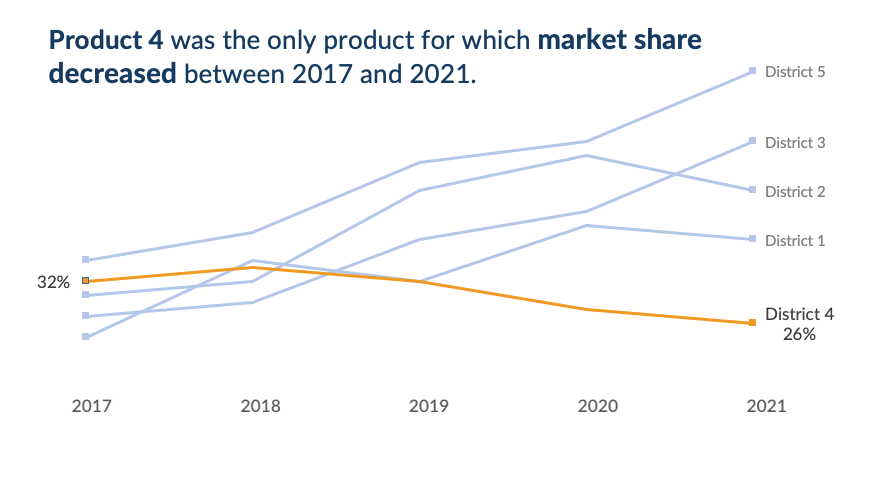 Product 4 was the only product for which market share
decreased between 2017 and 2021.
District 5
District 3
District 2
District 1
32%
District 4
26%
2017 2018 2019 2020 2021